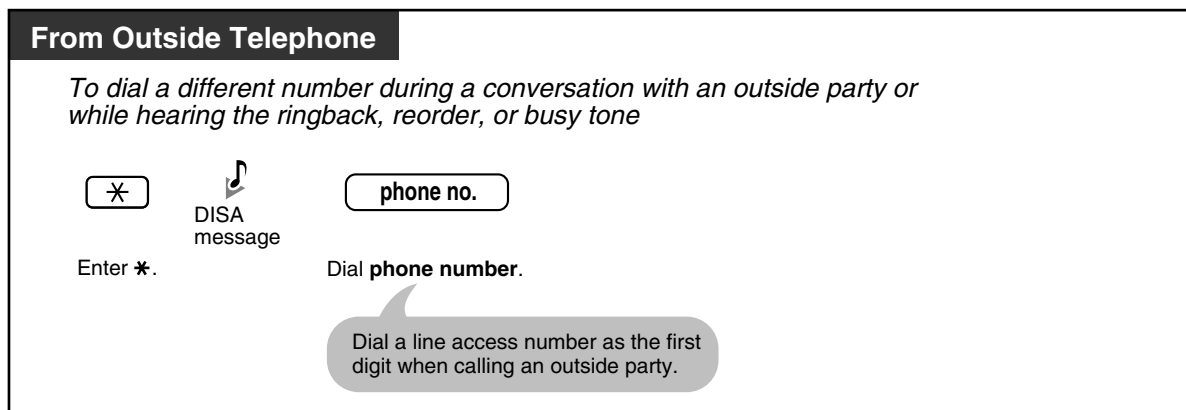 From Outside Telephone
To dial a different number during a conversation with an outside party or
while hearing the ringback, reorder, or busy tone
* phone no.
DISA
message
Enter *. Dial phone number.
Dial a line access number as the first
digit when calling an outside party.